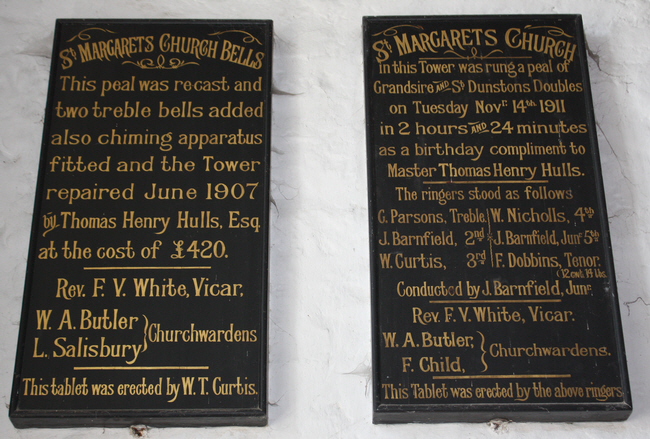 St. MARGARETS CHURCH BELLS
This peal was recast and
two treble bells added
also chiming apparatus
fitted and the Tower
repaired June 1907
by Thomas Henry Hulls, Esq
at the cost of £420.
Rev. F. V. White, Vicar,
W. A. Butler
L. Salisbury } Churchwardens
This tablet was erected by W. T. Curtis.
St. MARGARETS CHURCH
In this Tower was rung a peal of
Grandsire AND St. Dunstons Doubles
on Tuesday Novr. 14th 1911
in 2 hours AND 24 minutes
as a birthday compliment to
Master Thomas Henry Hulls.
The ringers stood as follows
C. Parsons, Treble, W. Nicholls, 4th
J. Barnfield, 2nd J. Barnfield, Junr 5th
W. Curtis, 3rd F. Dobbins, Tenor.
(12 cwt. 14 lbs.
Conducted by J. Barnfield, Junr
Rev. F. V. White, Vicar.
W. A. Butler,
F. Child, } Churchwardens.
This Tablet was erected by the above ringers